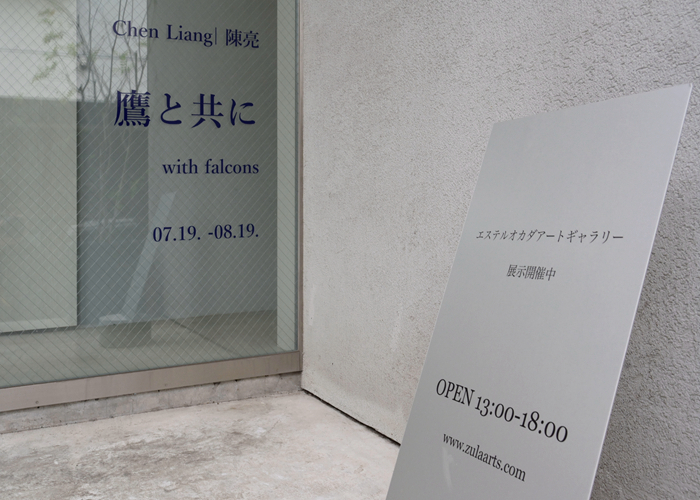 Chen Liang| 陳亮
鷹と共に
with falcons
07.19. -08.19.
エステルオカダアートギャラリー
展示開催中
OPEN 13:00-18:00
www.zulaarts.com